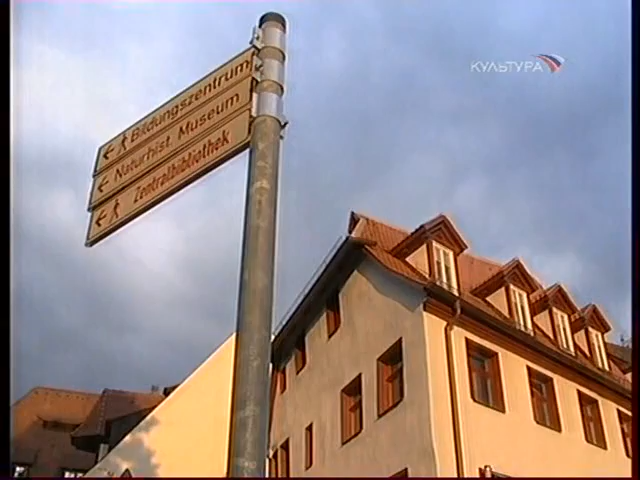 КУЛЬТУРА
Bildungszentrum
Naturhist. Museum
Zentralbibliothek